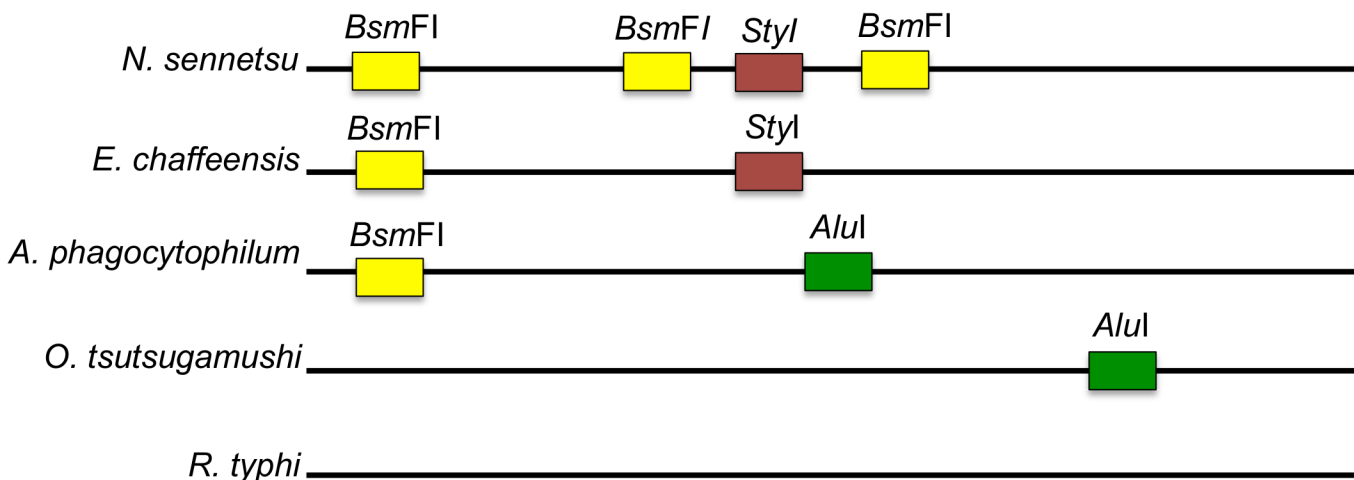 BsmFI BsmFI StyI BsmFI
N. sennetsu
BsmFI StyI
E. chaffeensis
BsmFI AluI
A. phagocytophilum
AluI
O. tsutsugamushi
R. typhi